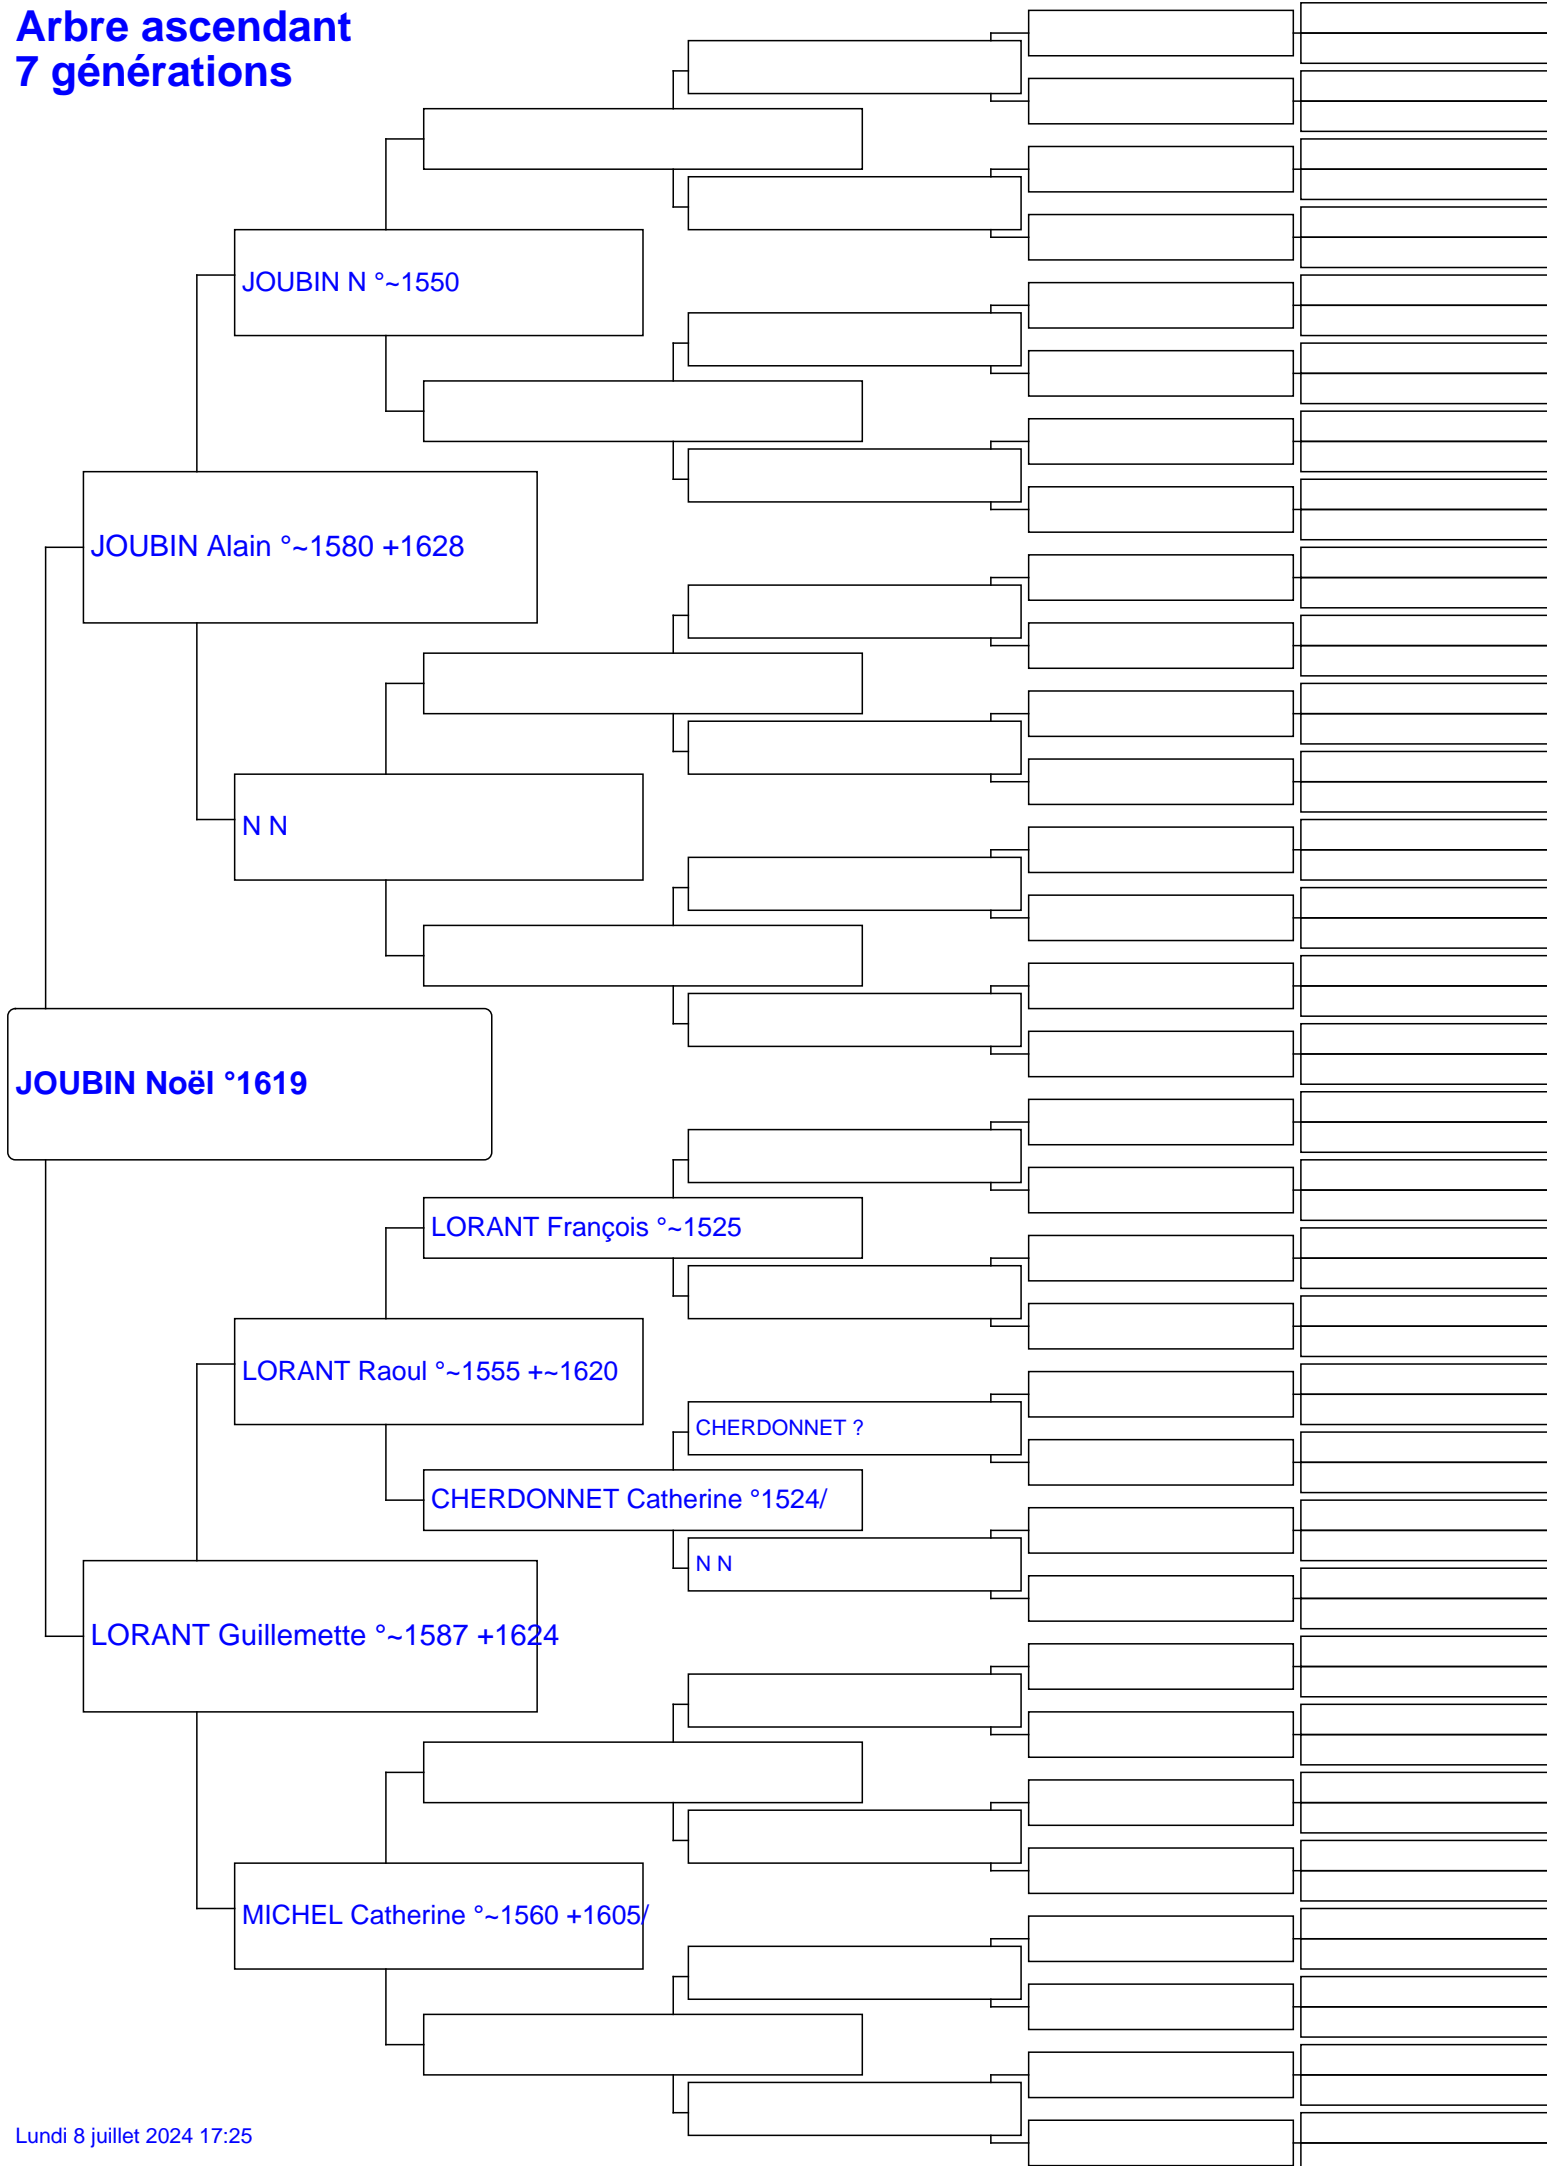 Arbre ascendant
7 générations
JOUBIN N °~1550
JOUBIN Alain °~1580 +1628
N N
JOUBIN Noël °1619
LORANT François °~1525
LORANT Raoul °~1555 +~1620
CHERDONNET ?
CHERDONNET Catherine °1524/
N N
LORANT Guillemette °~1587 +1624
MICHEL Catherine °~1560 +1605/
Lundi 8 juillet 2024 17:25